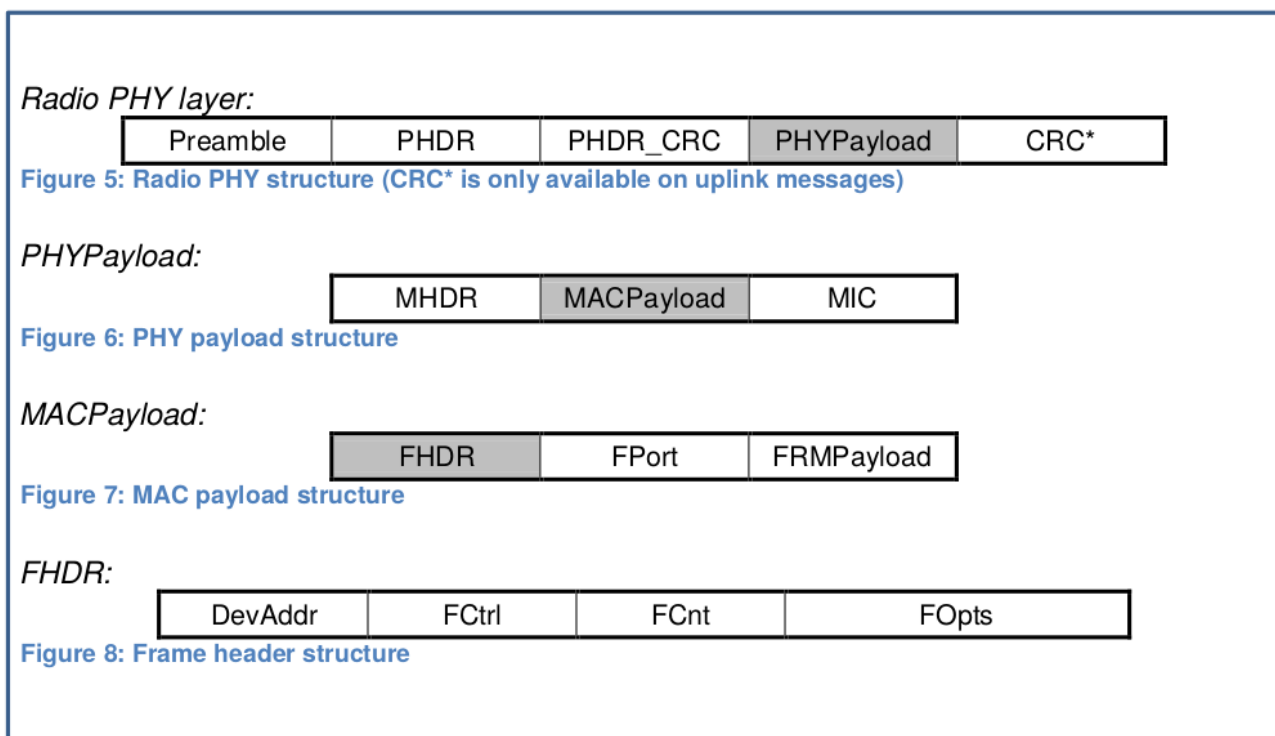 Radio PHY layer:
Preamble PHDR PHDR_CRC PHYPayload CRC*
Figure 5: Radio PHY structure (CRC* is only available on uplink messages)
PHYPayload:
MHDR MACPayload MIC
Figure 6: PHY payload structure
MACPayload:
FHDR FPort FRMPayload
Figure 7: MAC payload structure
FHDR:
DevAddr FCtrl FCnt FOpts
Figure 8: Frame header structure